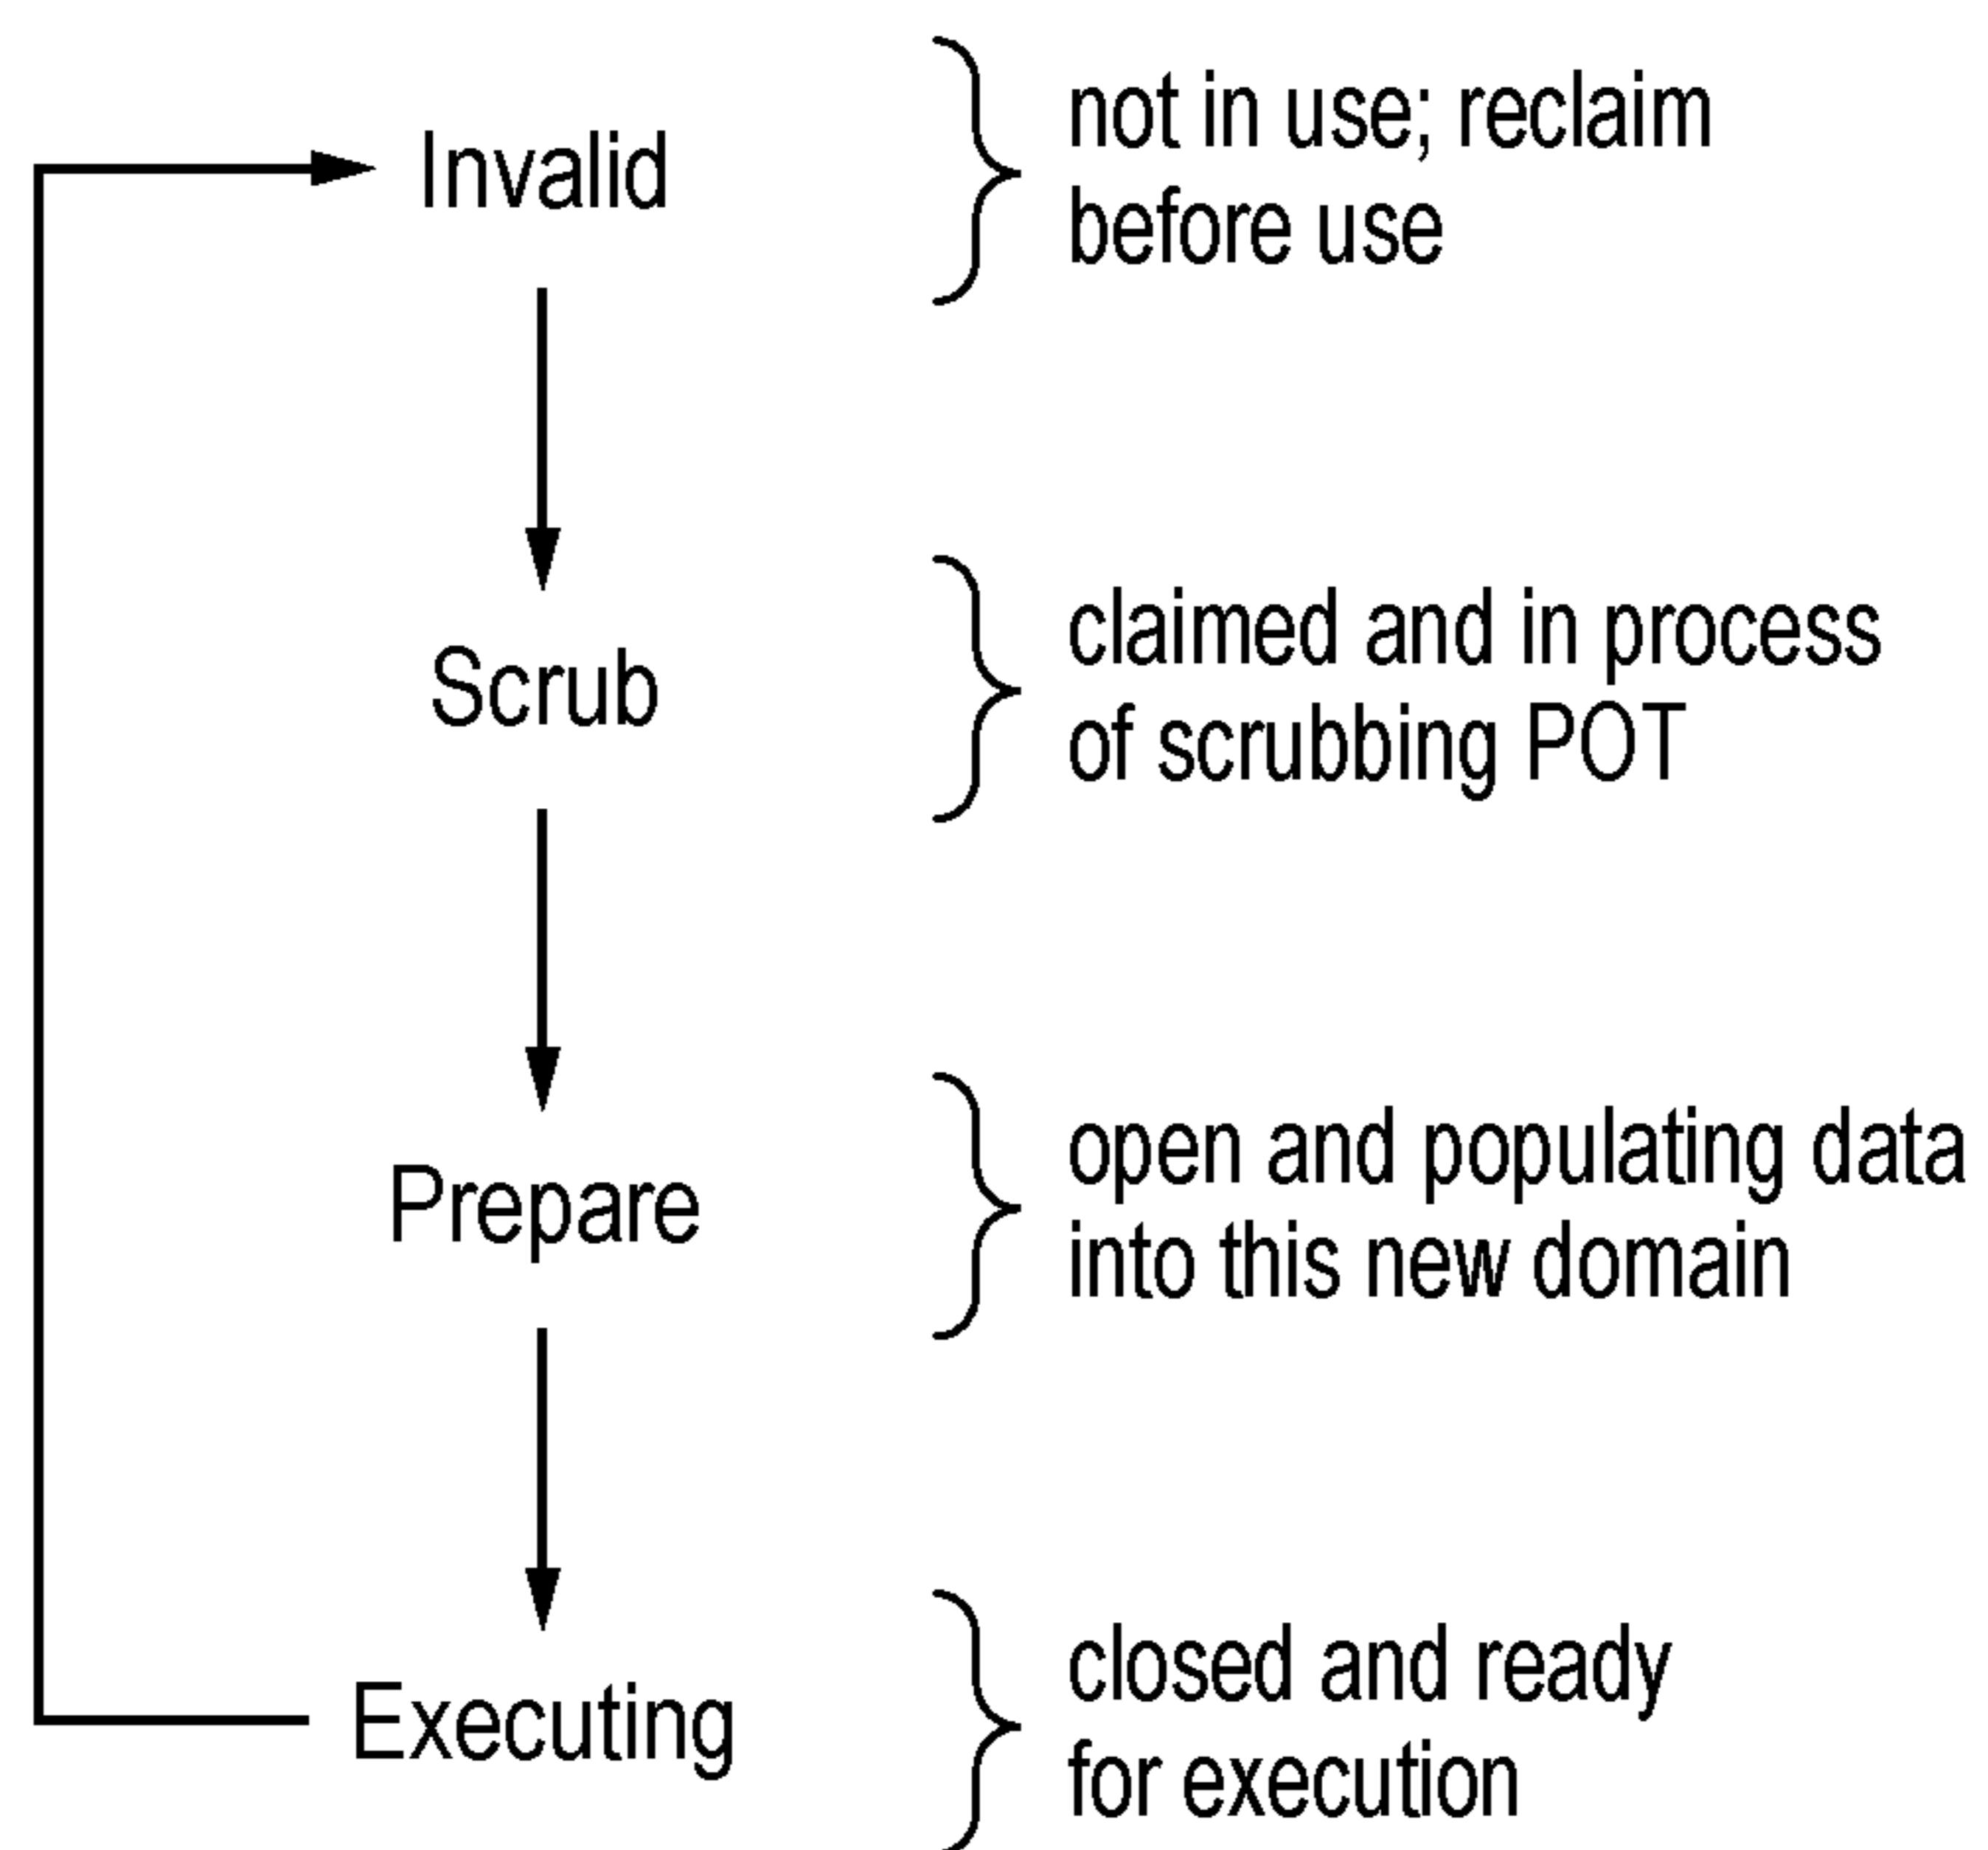 Invalid
not in use; reclaim
before use
Scrub
claimed and in process
of scrubbing POT
Prepare
open and populating data
into this new domain
Executing
closed and ready
for execution